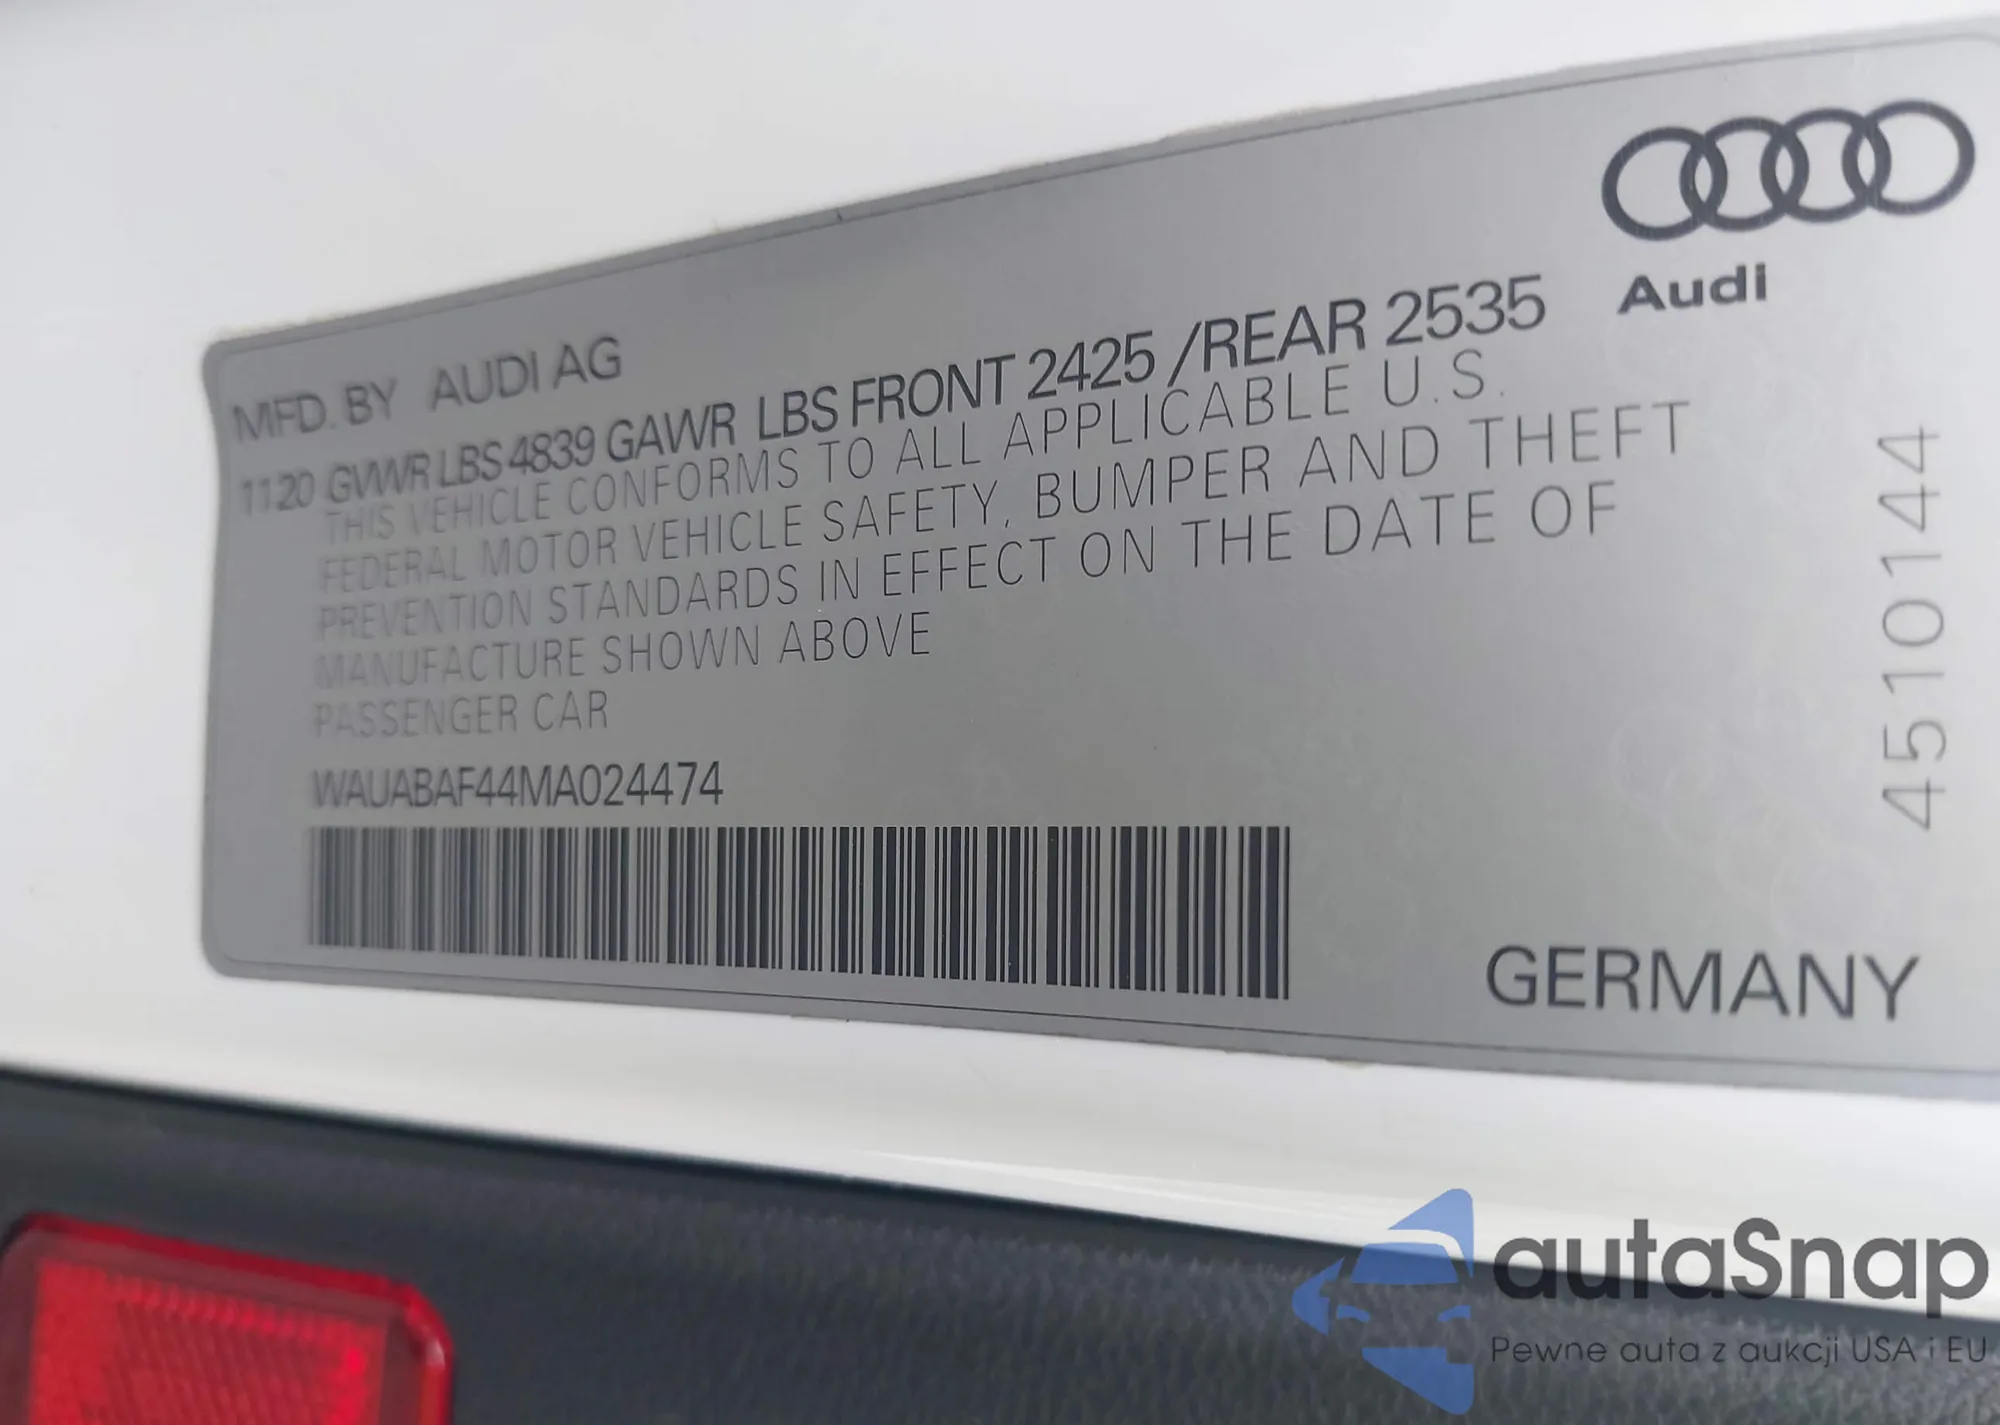 Audi
MFD. BY AUDI AG
1120 GVWR LBS 4839 GAWR LBS FRONT 2425 /REAR 2535
THIS VEHICLE CONFORMS TO ALL APPLICABLE U.S.
FEDERAL MOTOR VEHICLE SAFETY, BUMPER AND THEFT
PREVENTION STANDARDS IN EFFECT ON THE DATE OF
MANUFACTURE SHOWN ABOVE
PASSENGER CAR
WAUABAF44MA024474
4510144
GERMANY
autaSnap
Pewne auta z aukcji USA i EU